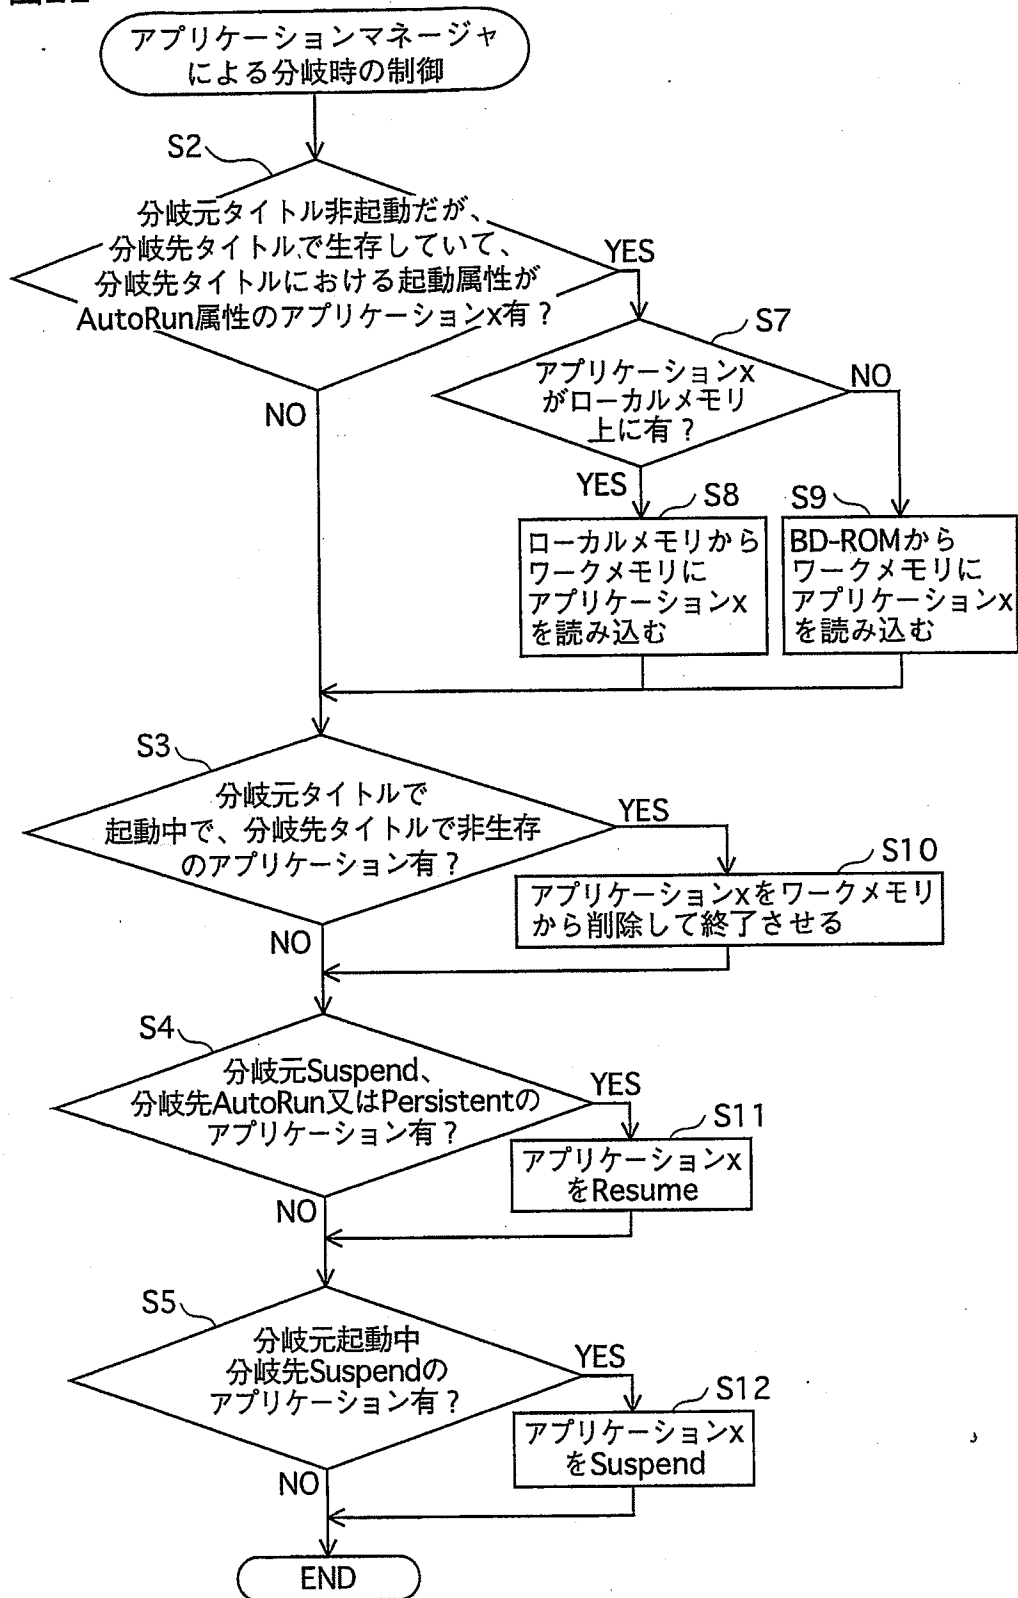 アプリケーションマネージャ
による分岐時の制御
S2
分岐元タイトル非起動だが、
分岐先タイトルで生存していて、
分岐先タイトルにおける起動属性が
AutoRun属性のアプリケーションx有？
YES
NO
S7
アプリケーションx
がローカルメモリ
上に有？
NO
YES
S8
ローカルメモリから
ワークメモリに
アプリケーションx
を読み込む
S9
BD-ROMから
ワークメモリに
アプリケーションx
を読み込む
S3
分岐元タイトルで
起動中で、分岐先タイトルで非生存
のアプリケーション有？
YES
NO
S10
アプリケーションxをワークメモリ
から削除して終了させる
S4
分岐元Suspend、
分岐先AutoRun又はPersistentの
アプリケーション有？
YES
NO
S11
アプリケーションx
をResume
S5
分岐元起動中
分岐先Suspendの
アプリケーション有？
YES
NO
S12
アプリケーションx
をSuspend
END